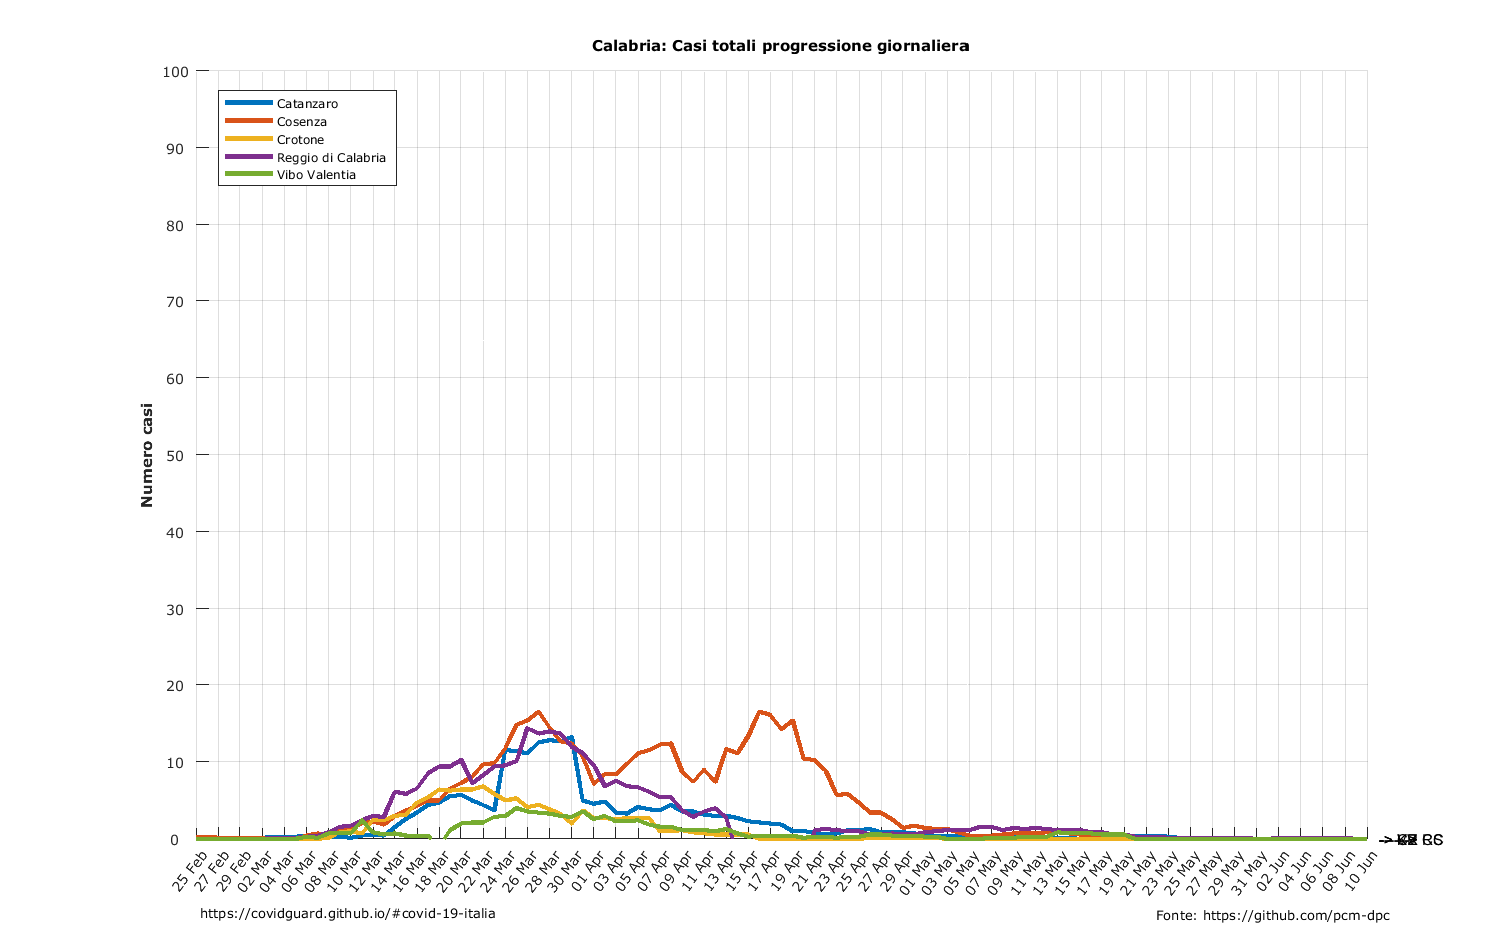 Calabria: Casi totali progressione giornaliera
100
90
80
70
60
50
40
30
20
10
0
Numero casi
Catanzaro
Cosenza
Crotone
Reggio di Calabria
Vibo Valentia
25 Feb
27 Feb
29 Feb
02 Mar
04 Mar
06 Mar
08 Mar
10 Mar
12 Mar
14 Mar
16 Mar
18 Mar
20 Mar
22 Mar
24 Mar
26 Mar
28 Mar
30 Mar
01 Apr
03 Apr
05 Apr
07 Apr
09 Apr
11 Apr
13 Apr
15 Apr
17 Apr
19 Apr
21 Apr
23 Apr
25 Apr
27 Apr
29 Apr
01 May
03 May
05 May
07 May
09 May
11 May
13 May
15 May
17 May
19 May
21 May
23 May
25 May
27 May
29 May
31 May
02 Jun
04 Jun
06 Jun
08 Jun
10 Jun
https://covidguard.github.io/#covid-19-italia
Fonte: https://github.com/pcm-dpc